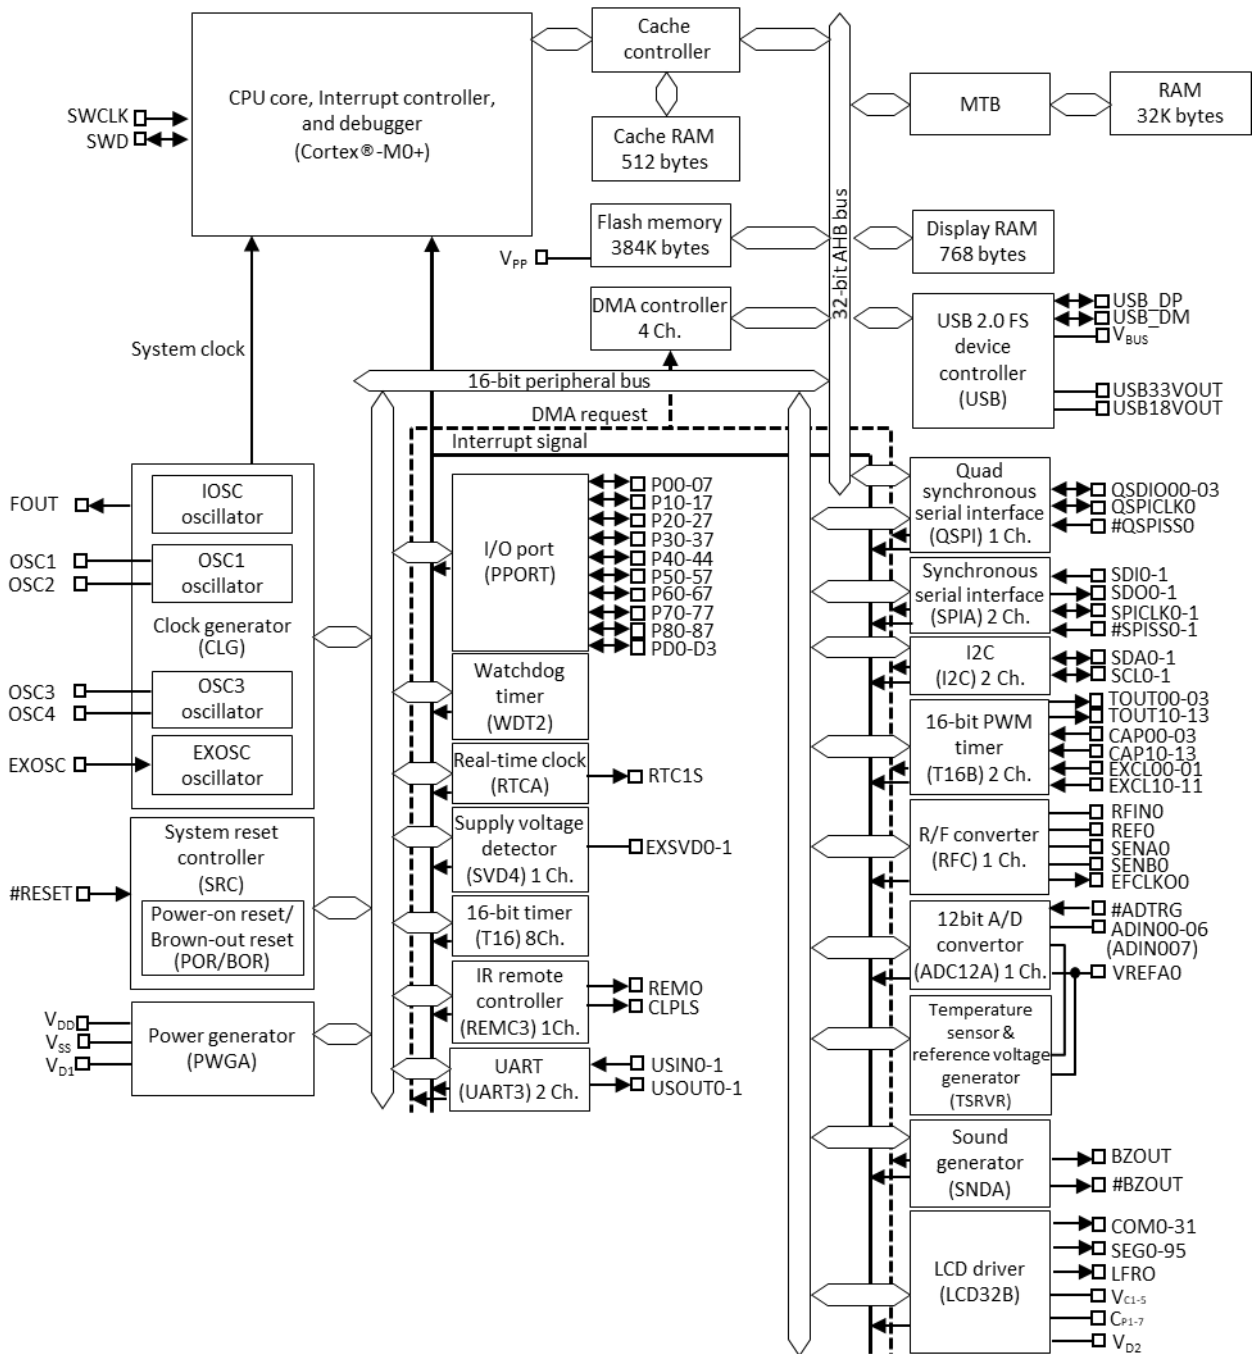 CPU core, Interrupt controller,
and debugger
(Cortex®-M0+)
SWCLK
SWD
Cache
controller
Cache RAM
512 bytes
MTB
RAM
32K bytes
32-bit AHB bus
Flash memory
384K bytes
VPP
Display RAM
768 bytes
DMA controller
4 Ch.
USB 2.0 FS
device
controller
(USB)
USB_DP
USB_DM
VBUS
USB33VOUT
USB18VOUT
System clock
16-bit peripheral bus
DMA request
Interrupt signal
FOUT
OSC1
OSC2
OSC3
OSC4
EXOSC
IOSC
oscillator
OSC1
oscillator
Clock generator
(CLG)
OSC3
oscillator
EXOSC
oscillator
#RESET
System reset
controller
(SRC)
Power-on reset/
Brown-out reset
(POR/BOR)
VDD
VSS
VD1
Power generator
(PWGA)
I/O port
(PPORT)
P00-07
P10-17
P20-27
P30-37
P40-44
P50-57
P60-67
P70-77
P80-87
PD0-D3
Watchdog
timer
(WDT2)
Real-time clock
(RTCA)
RTC1S
Supply voltage
detector
(SVD4) 1 Ch.
EXSVD0-1
16-bit timer
(T16) 8Ch.
IR remote
controller
(REMC3) 1Ch.
REMO
CLPLS
UART
(UART3) 2 Ch.
USIN0-1
USOUT0-1
Quad
synchronous
serial interface
(QSPI) 1 Ch.
QSDIO00-03
QSPICLK0
#QSPISS0
Synchronous
serial interface
(SPIA) 2 Ch.
SDI0-1
SDO0-1
SPICLK0-1
#SPISS0-1
I2C
(I2C) 2 Ch.
SDA0-1
SCL0-1
16-bit PWM
timer
(T16B) 2 Ch.
TOUT00-03
TOUT10-13
CAP00-03
CAP10-13
EXCL00-01
EXCL10-11
R/F converter
(RFC) 1 Ch.
RFIN0
REF0
SENA0
SENB0
EFCLKO0
12bit A/D
convertor
(ADC12A) 1 Ch.
#ADTRG
ADIN00-06
(ADIN007)
VREFA0
Temperature
sensor &
reference voltage
generator
(TSRVR)
Sound
generator
(SNDA)
BZOUT
#BZOUT
LCD driver
(LCD32B)
COM0-31
SEG0-95
LFRO
VC1-5
CP1-7
VD2